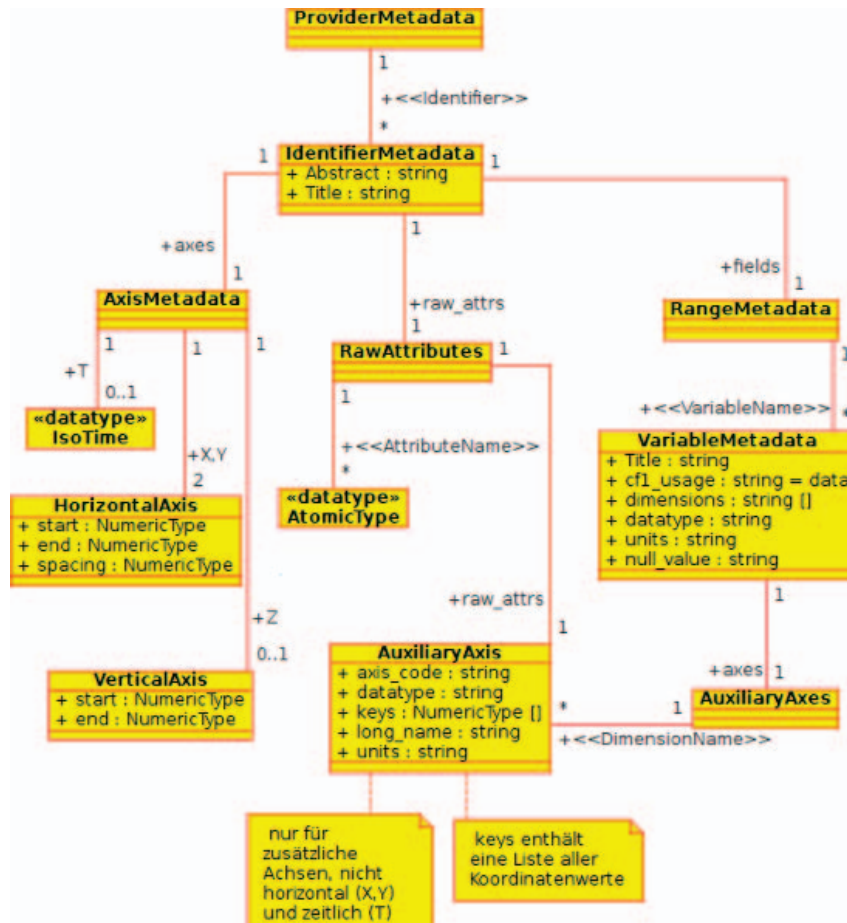 ProviderMetadata
1
+<<Identifier>>
*
IdentifierMetadata
+ Abstract : string
+ Title : string
1
1
1
+axes
1
+raw_attrs
1
+fields
1
AxisMetadata
1
1
1
+T
0..1
«datatype»
IsoTime
+X,Y
2
HorizontalAxis
+ start : NumericType
+ end : NumericType
+ spacing : NumericType
+Z
0..1
VerticalAxis
+ start : NumericType
+ end : NumericType
RawAttributes
1
1
+<<AttributeName>>
*
«datatype»
AtomicType
+raw_attrs
1
RangeMetadata
1
+<<VariableName>>
*
VariableMetadata
+ Title : string
+ cf1_usage : string = data
+ dimensions : string []
+ datatype : string
+ units : string
+ null_value : string
1
+axes
1
AuxiliaryAxes
1
*
+<<DimensionName>>
AuxiliaryAxis
+ axis_code : string
+ datatype : string
+ keys : NumericType []
+ long_name : string
+ units : string
nur für
zusätzliche
Achsen, nicht
horizontal (X,Y)
und zeitlich (T)
keys enthält
eine Liste aller
Koordinatenwerte